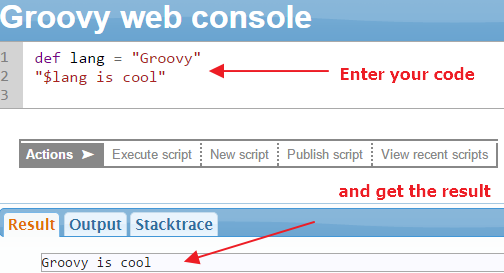 Groovy web console
1 def lang = "Groovy"
2 "$lang is cool"
3
Enter your code
Actions ➤ Execute script New script Publish script View recent scripts
and get the result
Result Output Stacktrace
Groovy is cool